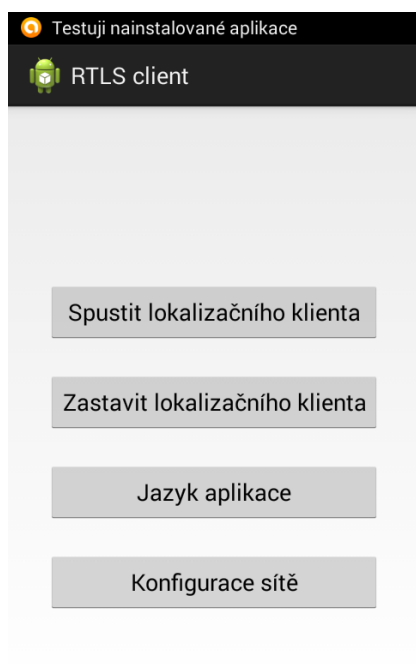 Testuji nainstalované aplikace
RTLS client
Spustit lokalizačního klienta
Zastavit lokalizačního klienta
Jazyk aplikace
Konfigurace sítě